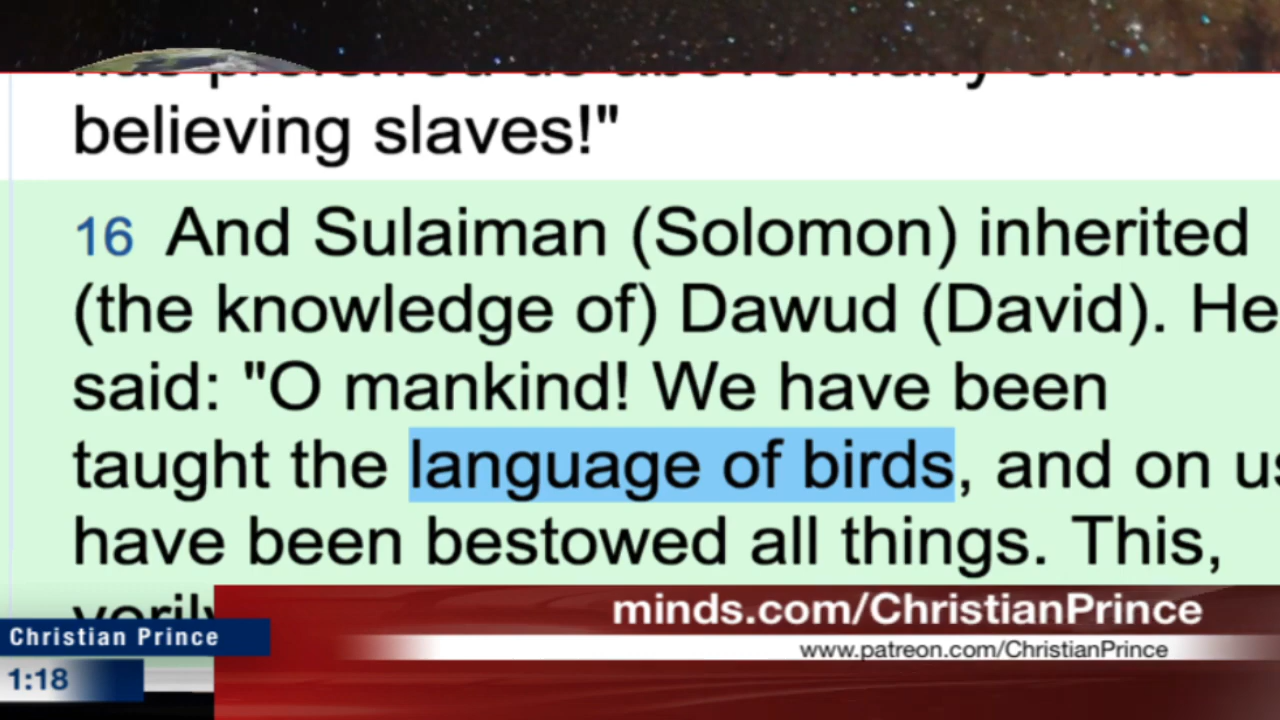 believing slaves!"
16 And Sulaiman (Solomon) inherited
(the knowledge of) Dawud (David). He
said: "O mankind! We have been
taught the language of birds, and on us
have been bestowed all things. This,
verily
minds.com/ChristianPrince
www.patreon.com/ChristianPrince
Christian Prince
1:18